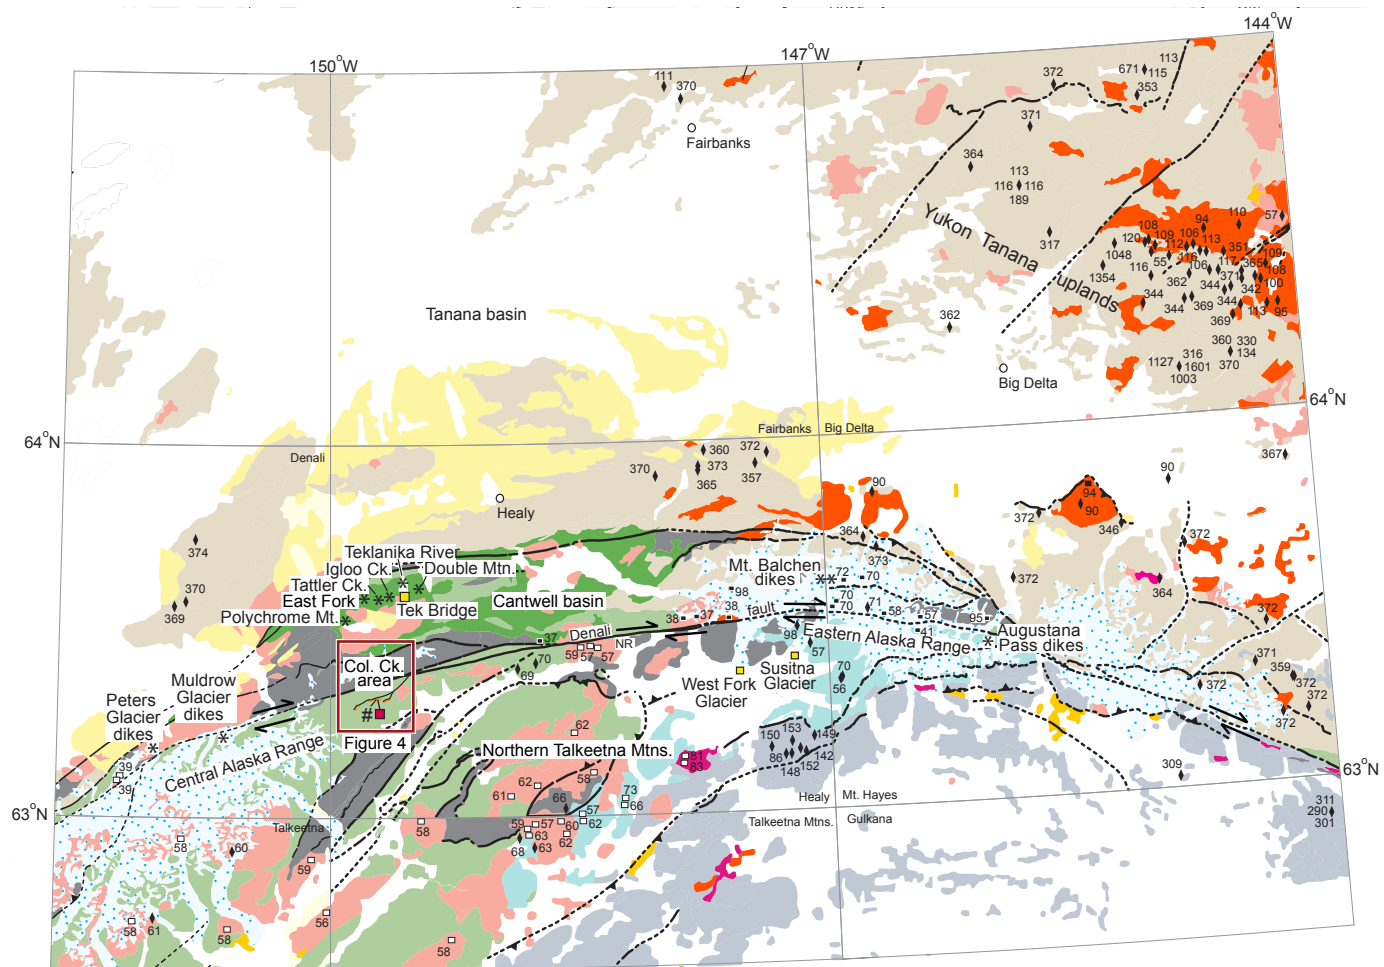 144°W
147°W
150°W
111
370
Fairbanks
372
671
113
115
353
371
364
113
116
116
189
317
Yukon Tanana
uplands
94
110
57
108
120
109
106
112
113
351
109
1048
416
117
365
1354
116
55
106
371
108
362
344
342
100
344
344
369
344
113
95
369
360
330
134
370
316
1127
1601
1003
362
Big Delta
Tanana basin
64°N
64°N
Fairbanks
Big Delta
Denali
360
372
370
373
365
357
367
90
90
94
90
346
372
Healy
364
373
372
374
Teklanika River
Igloo Ck.
Double Mtn.
Tattler Ck.
East Fork
Tek Bridge
Polychrome Mt.
Cantwell basin
370
369
Mt. Balchen
dikes
72
70
98
70
70
71
58
57
95
41
372
364
372
38
37
38
fault
Denali
NR
37
59
57
57
98
57
Eastern Alaska Range
Augustana
Pass dikes
Col. Ck.
area
#
Figure 4
70
69
Susitna
Glacier
West Fork
Glacier
70
56
371
359
372
372
372
372
Muldrow
Glacier
dikes
Peters
Glacier
dikes
Central Alaska Range
39
39
62
Northern Talkeetna Mtns.
81
83
150
153
149
86
142
152
148
309
63°N
63°N
58
62
61
66
73
66
57
Healy
Mt. Hayes
Talkeetna Mtns.
Gulkana
311
290
301
Talkeetna
58
59
57
60
62
63
62
68
63
58
60
59
56
58
61
58
58